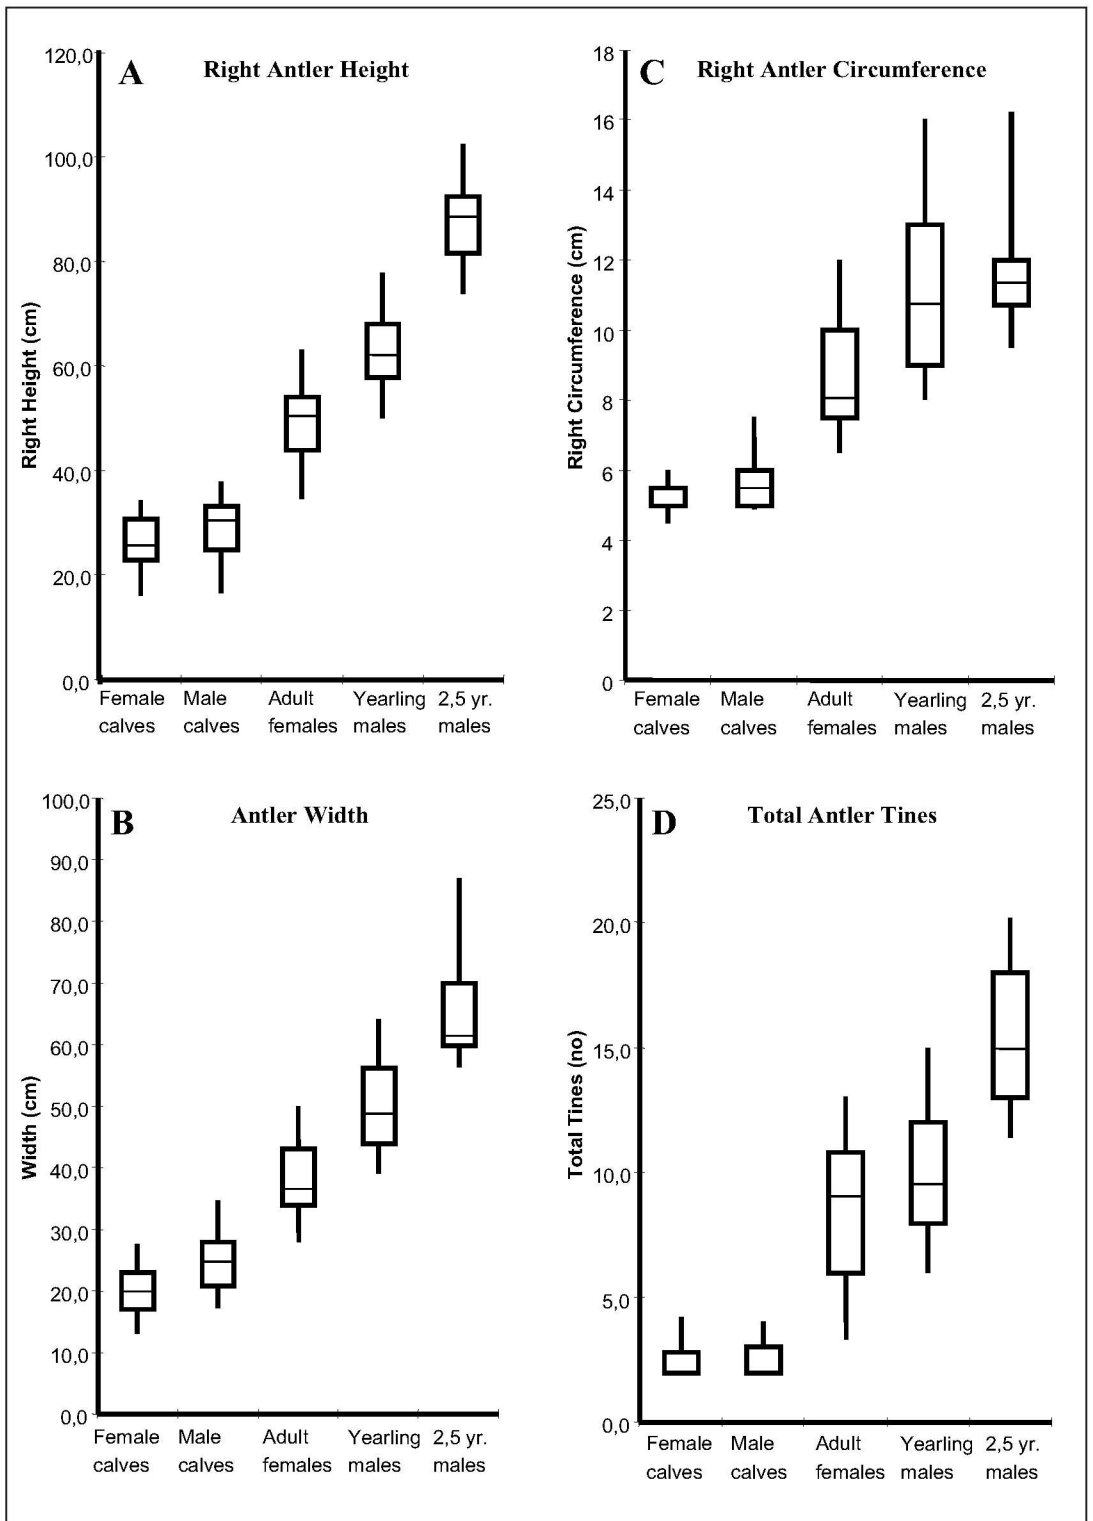 A Right Antler Height
120,0
100,0
80,0
60,0
40,0
20,0
0,0
Right Height (cm)
Female calves
Male calves
Adult females
Yearling males
2,5 yr. males
C Right Antler Circumference
18
16
14
12
10
8
6
4
2
0
Right Circumference (cm)
Female calves
Male calves
Adult females
Yearling males
2,5 yr. males
B Antler Width
100,0
90,0
80,0
70,0
60,0
50,0
40,0
30,0
20,0
10,0
0,0
Width (cm)
Female calves
Male calves
Adult females
Yearling males
2,5 yr. males
D Total Antler Tines
25,0
20,0
15,0
10,0
5,0
0,0
Total Tines (no)
Female calves
Male calves
Adult females
Yearling males
2,5 yr. males